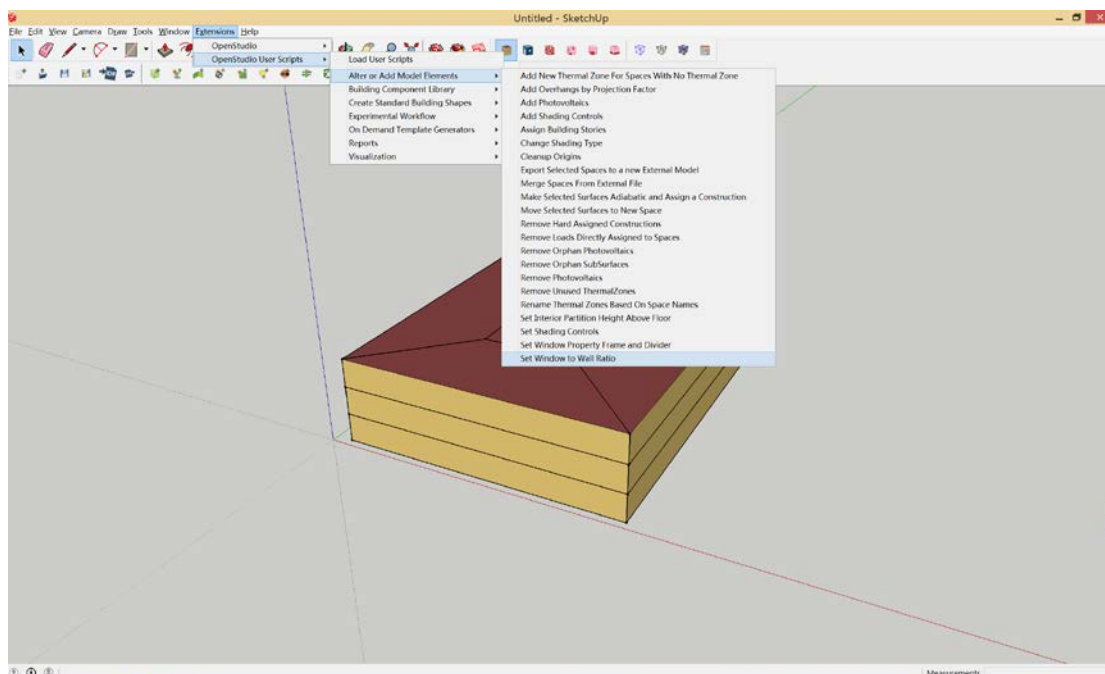 Untitled - SketchUp
File Edit View Camera Draw Tools Window Extensions Help
OpenStudio
OpenStudio User Scripts
Load User Scripts
Alter or Add Model Elements
Building Component Library
Create Standard Building Shapes
Experimental Workflow
On Demand Template Generators
Reports
Visualization
Add New Thermal Zone For Spaces With No Thermal Zone
Add Overhangs by Projection Factor
Add Photovoltaics
Add Shading Controls
Assign Building Stories
Change Shading Type
Cleanup Origins
Export Selected Spaces to a new External Model
Merge Spaces From External File
Make Selected Surfaces Adiabatic and Assign a Construction
Move Selected Surfaces to New Space
Remove Hard Assigned Constructions
Remove Loads Directly Assigned to Spaces
Remove Orphan Photovoltaics
Remove Orphan SubSurfaces
Remove Photovoltaics
Remove Unused ThermalZones
Rename Thermal Zones Based On Space Names
Set Interior Partition Height Above Floor
Set Shading Controls
Set Window Property Frame and Divider
Set Window to Wall Ratio
Measurements